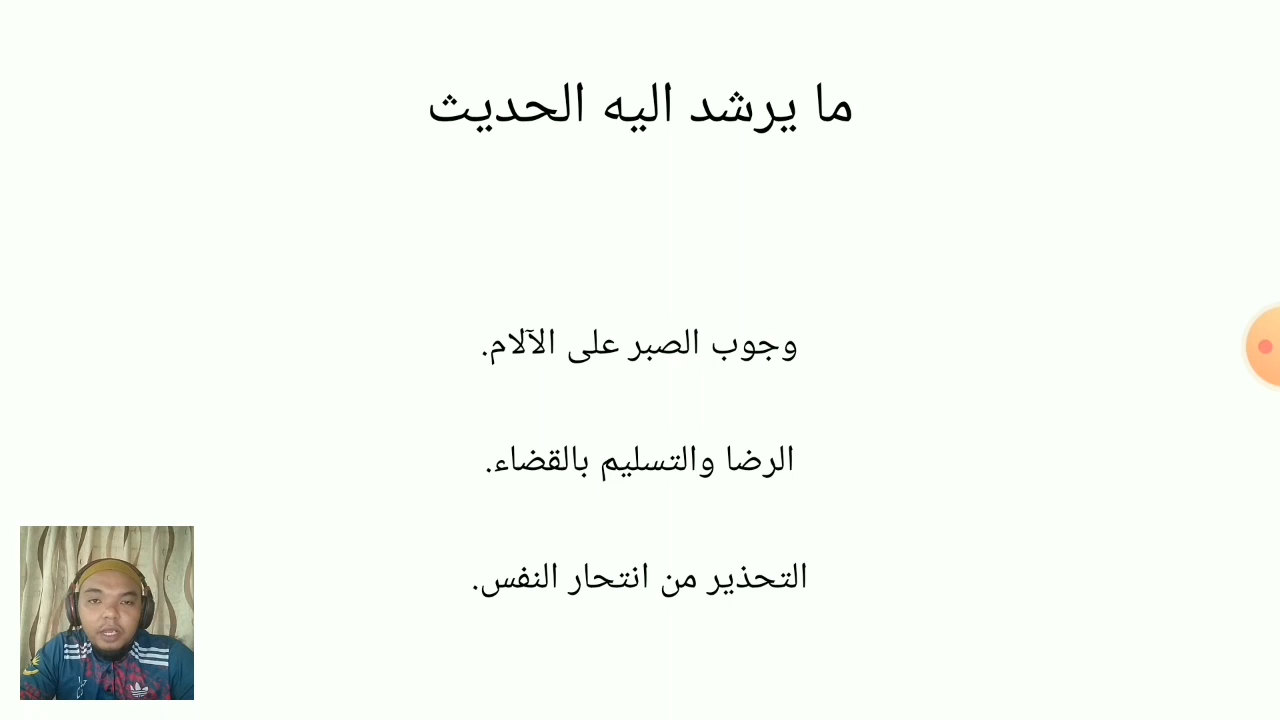 ما يرشد اليه الحديث
وجوب الصبر على الآلام.
الرضا والتسليم بالقضاء.
التحذير من انتحار النفس.